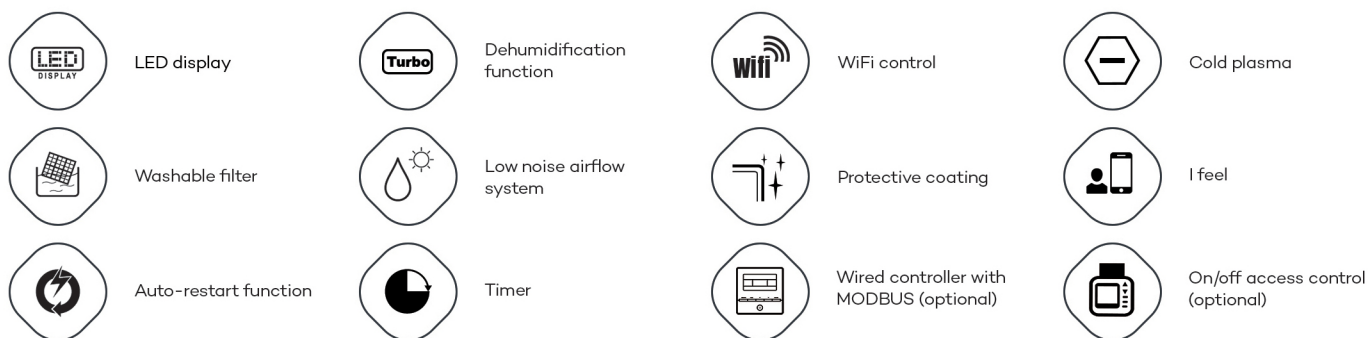 LED
DISPLAY
LED display
Turbo
Dehumidification
function
wifi
WiFi control
Cold plasma
Washable filter
Low noise airflow
system
Protective coating
I feel
Auto-restart function
Timer
Wired controller with
MODBUS (optional)
On/off access control
(optional)